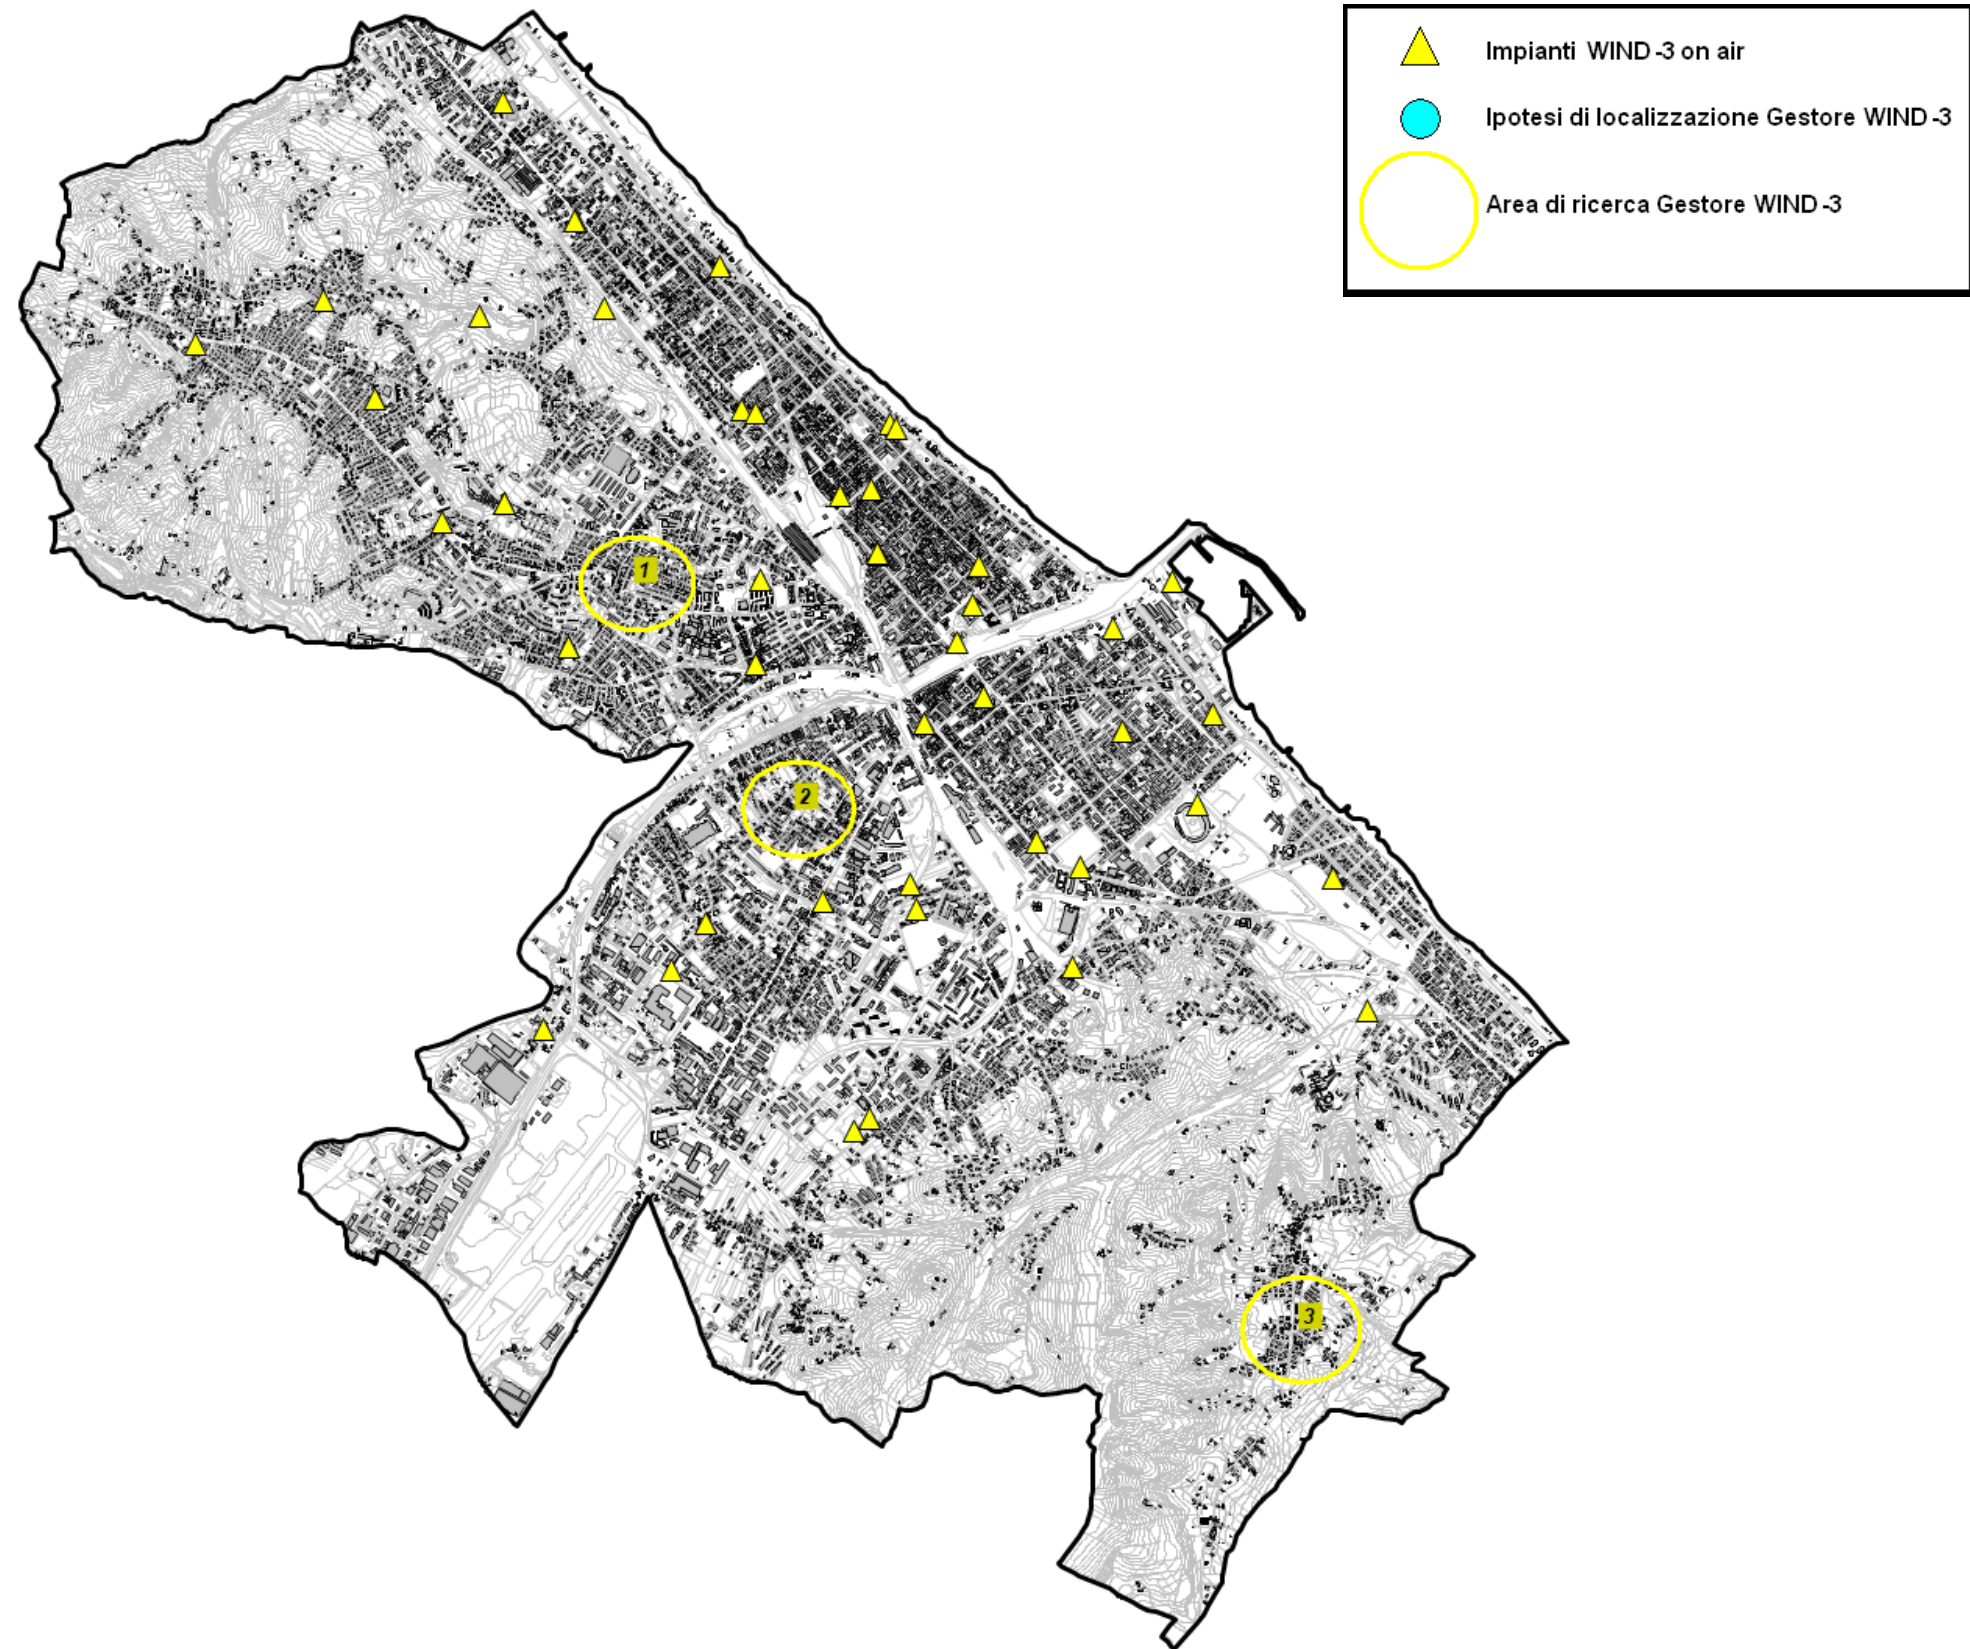 Impianti WIND-3 on air
Ipotesi di localizzazione Gestore WIND-3
Area di ricerca Gestore WIND-3
1
2
3